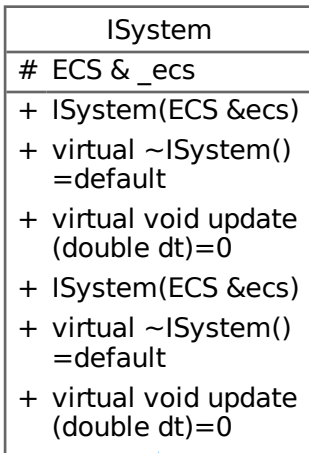 ISystem
# ECS & _ecs
+ ISystem(ECS &ecs)
+ virtual ~ISystem()
=default
+ virtual void update
(double dt)=0
+ ISystem(ECS &ecs)
+ virtual ~ISystem()
=default
+ virtual void update
(double dt)=0